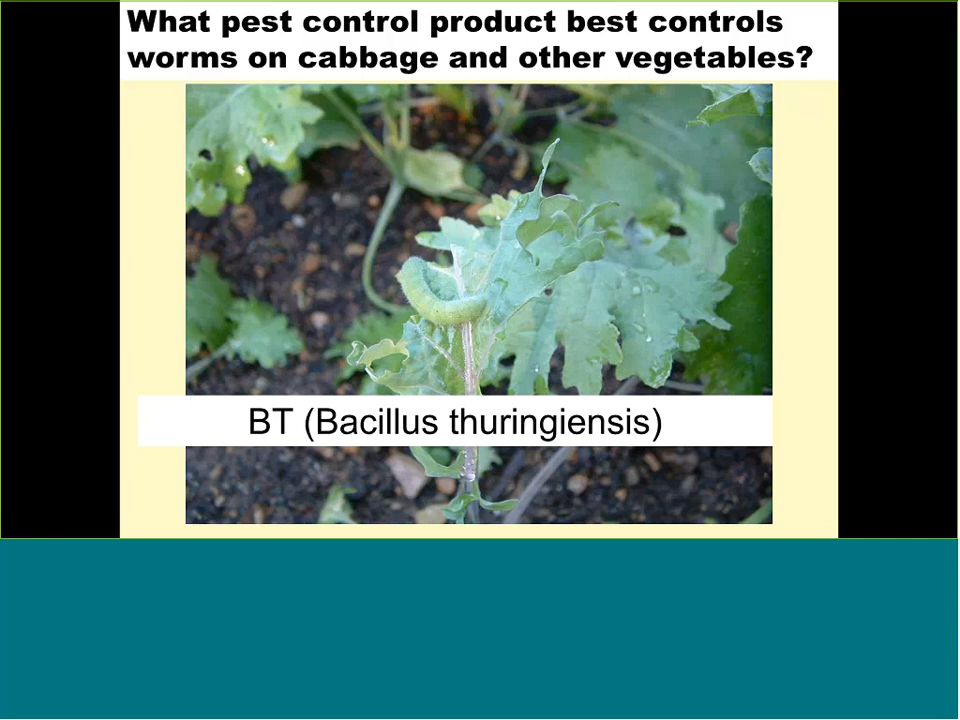 What pest control product best controls
worms on cabbage and other vegetables?
BT (Bacillus thuringiensis)